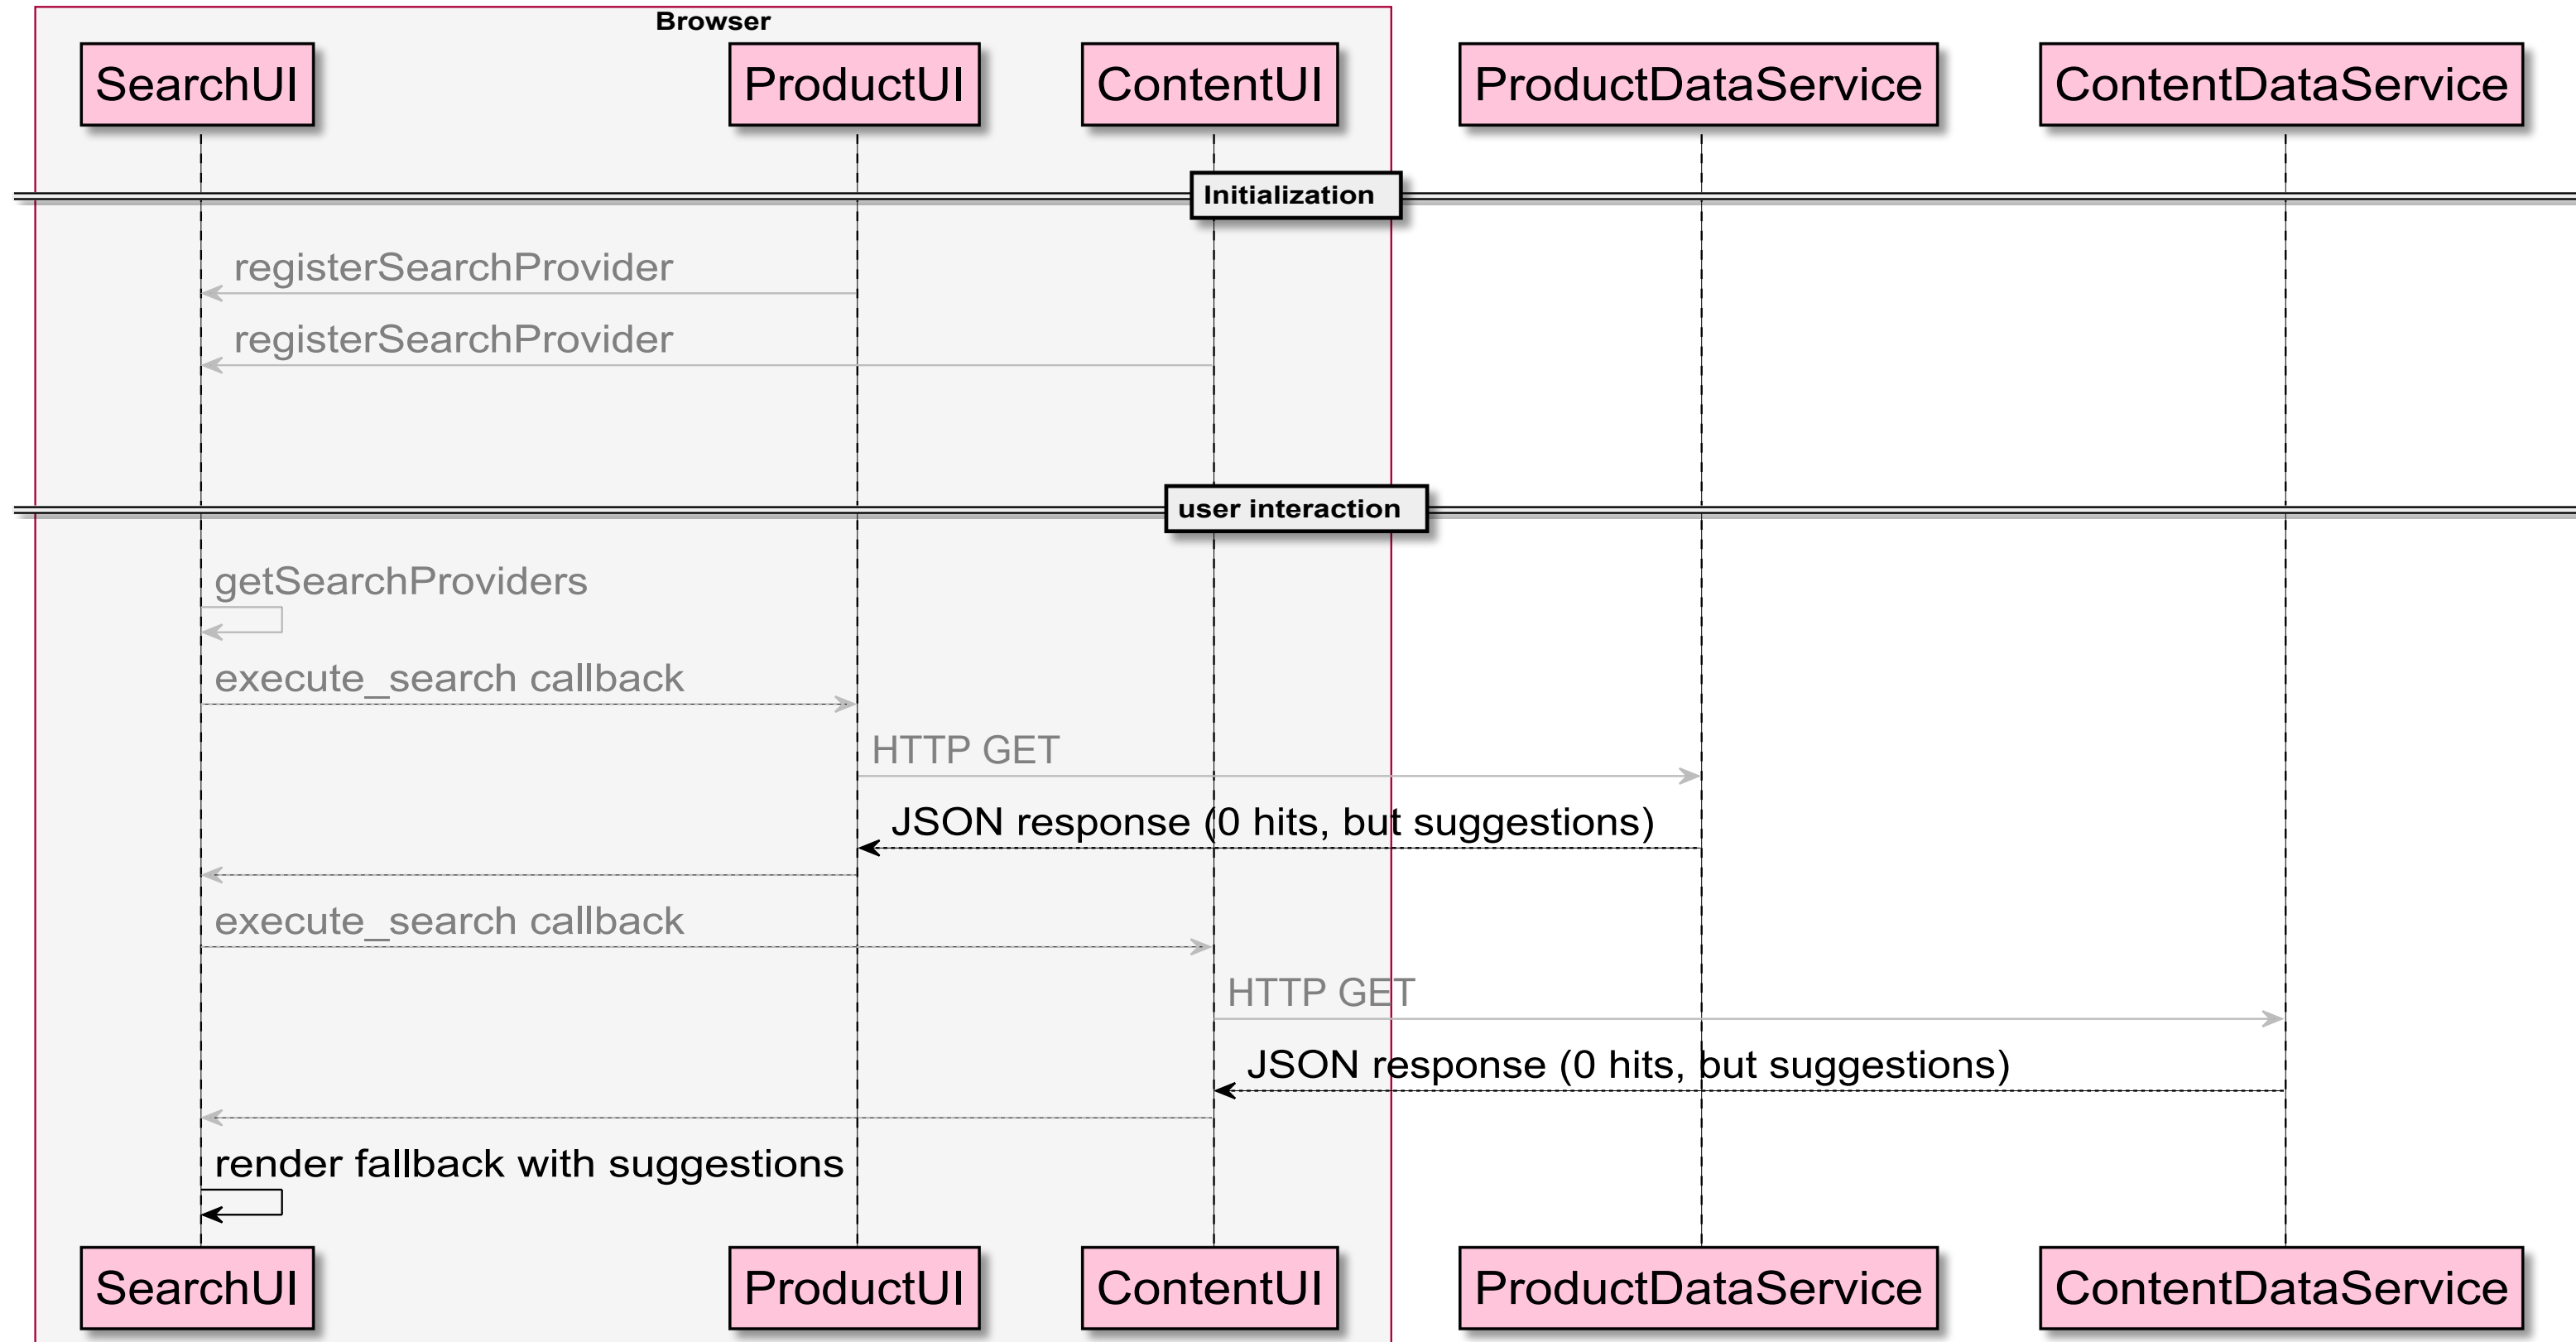 Browser
SearchUI
ProductUI
ContentUI
ProductDataService
ContentDataService
Initialization
registerSearchProvider
registerSearchProvider
user interaction
getSearchProviders
execute_search callback
HTTP GET
JSON response (0 hits, but suggestions)
execute_search callback
HTTP GET
JSON response (0 hits, but suggestions)
render fallback with suggestions
SearchUI
ProductUI
ContentUI
ProductDataService
ContentDataService